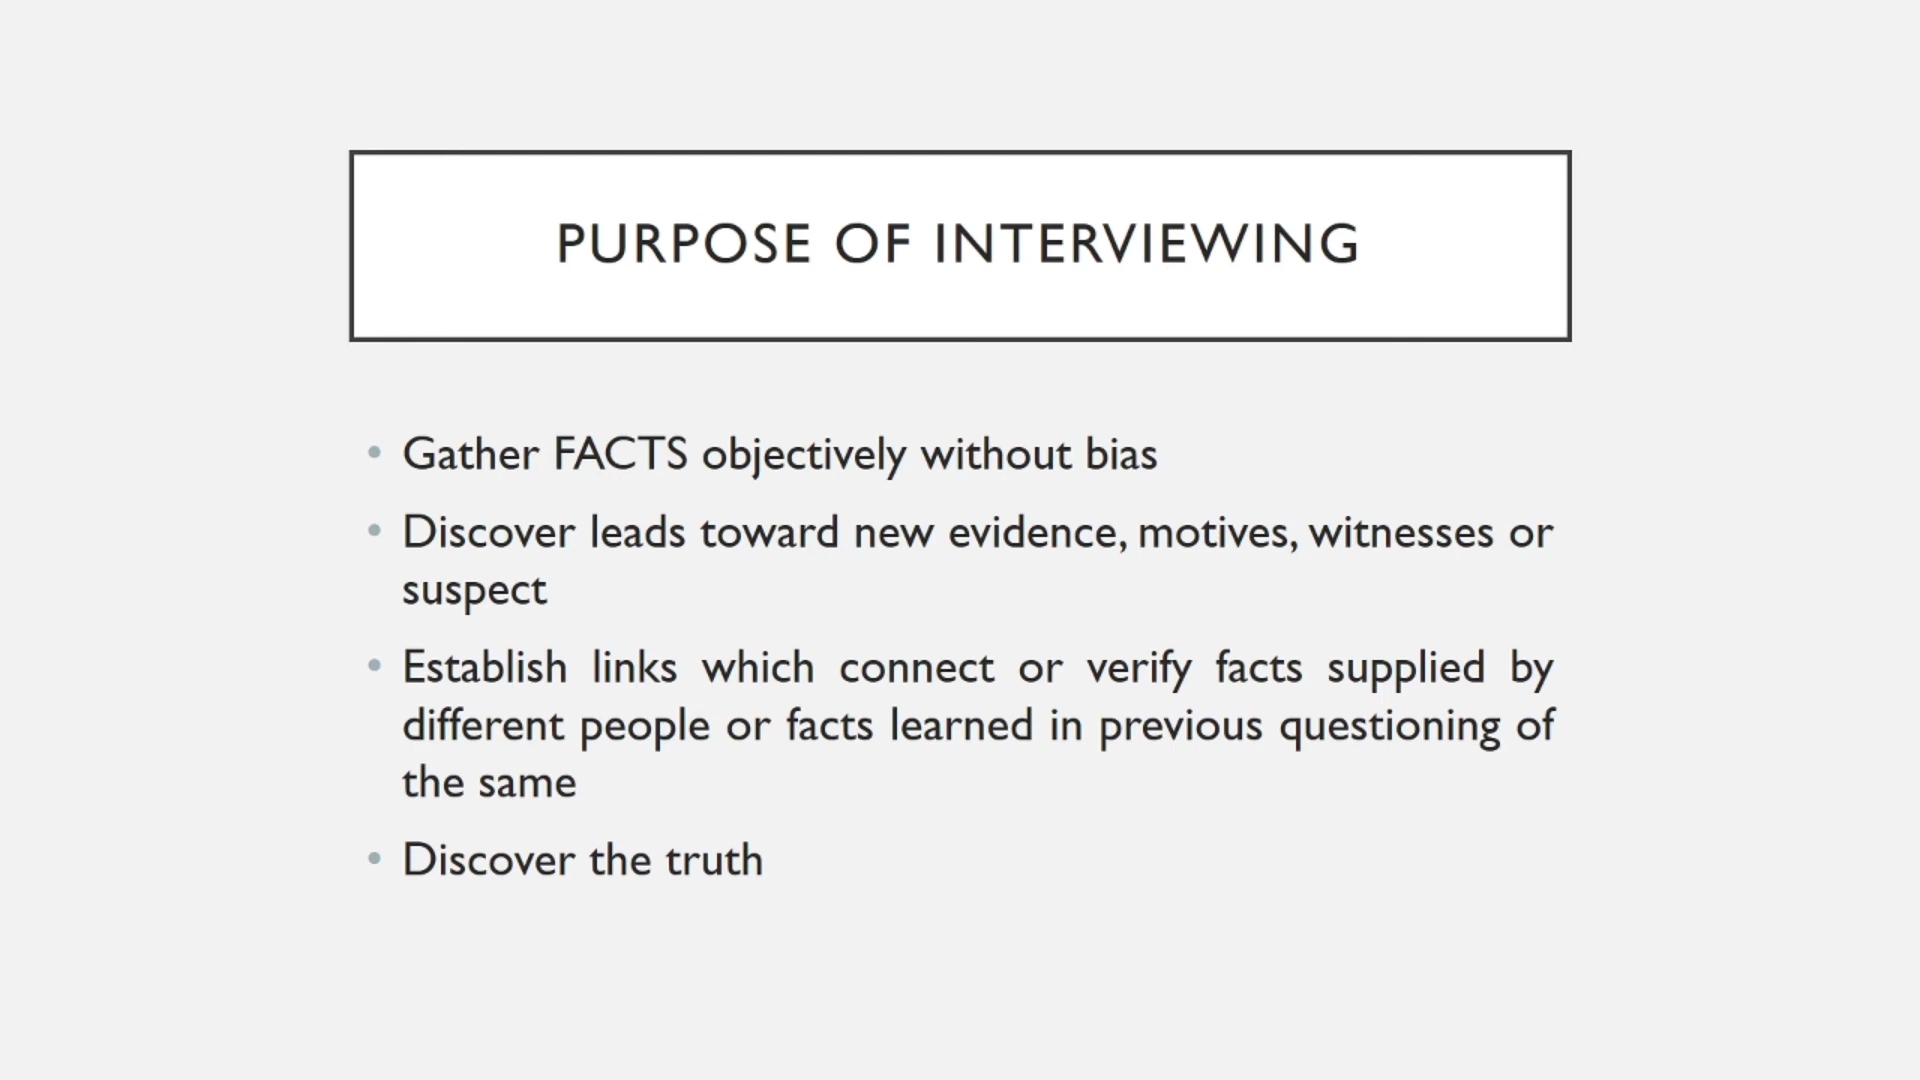 PURPOSE OF INTERVIEWING
• Gather FACTS objectively without bias
• Discover leads toward new evidence, motives, witnesses or
suspect
• Establish links which connect or verify facts supplied by
different people or facts learned in previous questioning of
the same
• Discover the truth